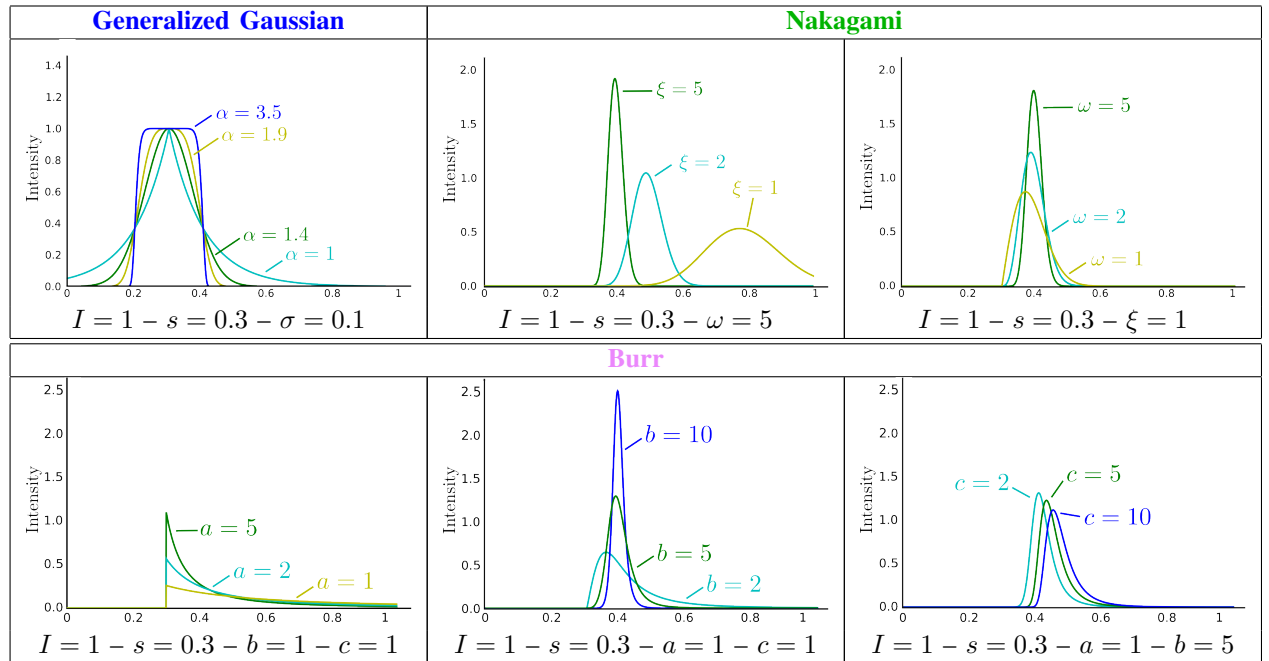 Generalized Gaussian
Nakagami
1.4
1.2
1.0
0.8
0.6
0.4
0.2
0.0
Intensity
α = 3.5
α = 1.9
α = 1.4
α = 1
0 0.2 0.4 0.6 0.8 1
I = 1 – s = 0.3 – σ = 0.1
2.0
1.5
1.0
0.5
0.0
Intensity
ξ = 5
ξ = 2
ξ = 1
0 0.2 0.4 0.6 0.8 1
I = 1 – s = 0.3 – ω = 5
2.0
1.5
1.0
0.5
0.0
Intensity
ω = 5
ω = 2
ω = 1
0 0.2 0.4 0.6 0.8 1
I = 1 – s = 0.3 – ξ = 1
Burr
2.5
2.0
1.5
1.0
0.5
0.0
Intensity
a = 5
a = 2
a = 1
0 0.2 0.4 0.6 0.8 1
I = 1 – s = 0.3 – b = 1 – c = 1
2.5
2.0
1.5
1.0
0.5
0.0
Intensity
b = 10
b = 5
b = 2
0 0.2 0.4 0.6 0.8 1
I = 1 – s = 0.3 – a = 1 – c = 1
2.5
2.0
1.5
1.0
0.5
0.0
Intensity
c = 2
c = 5
c = 10
0 0.2 0.4 0.6 0.8 1
I = 1 – s = 0.3 – a = 1 – b = 5